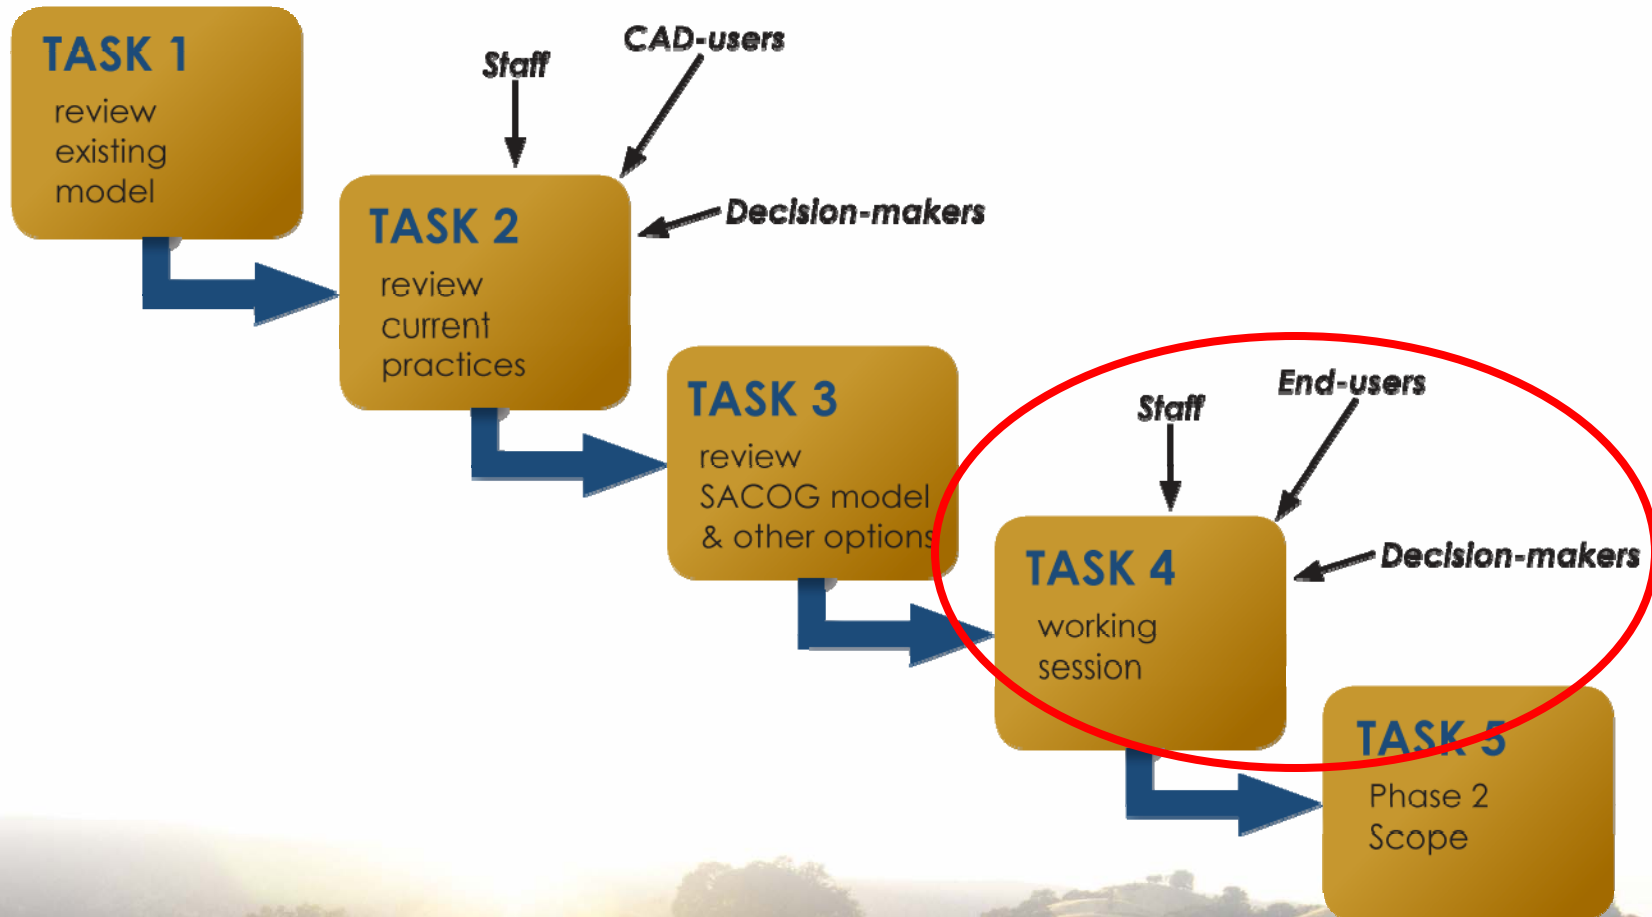 TASK 1
review
existing
model
Staff
CAD-users
Decision-makers
TASK 2
review
current
practices
TASK 3
review
SACOG model
& other options
Staff
End-users
Decision-makers
TASK 4
working
session
TASK 5
Phase 2
Scope